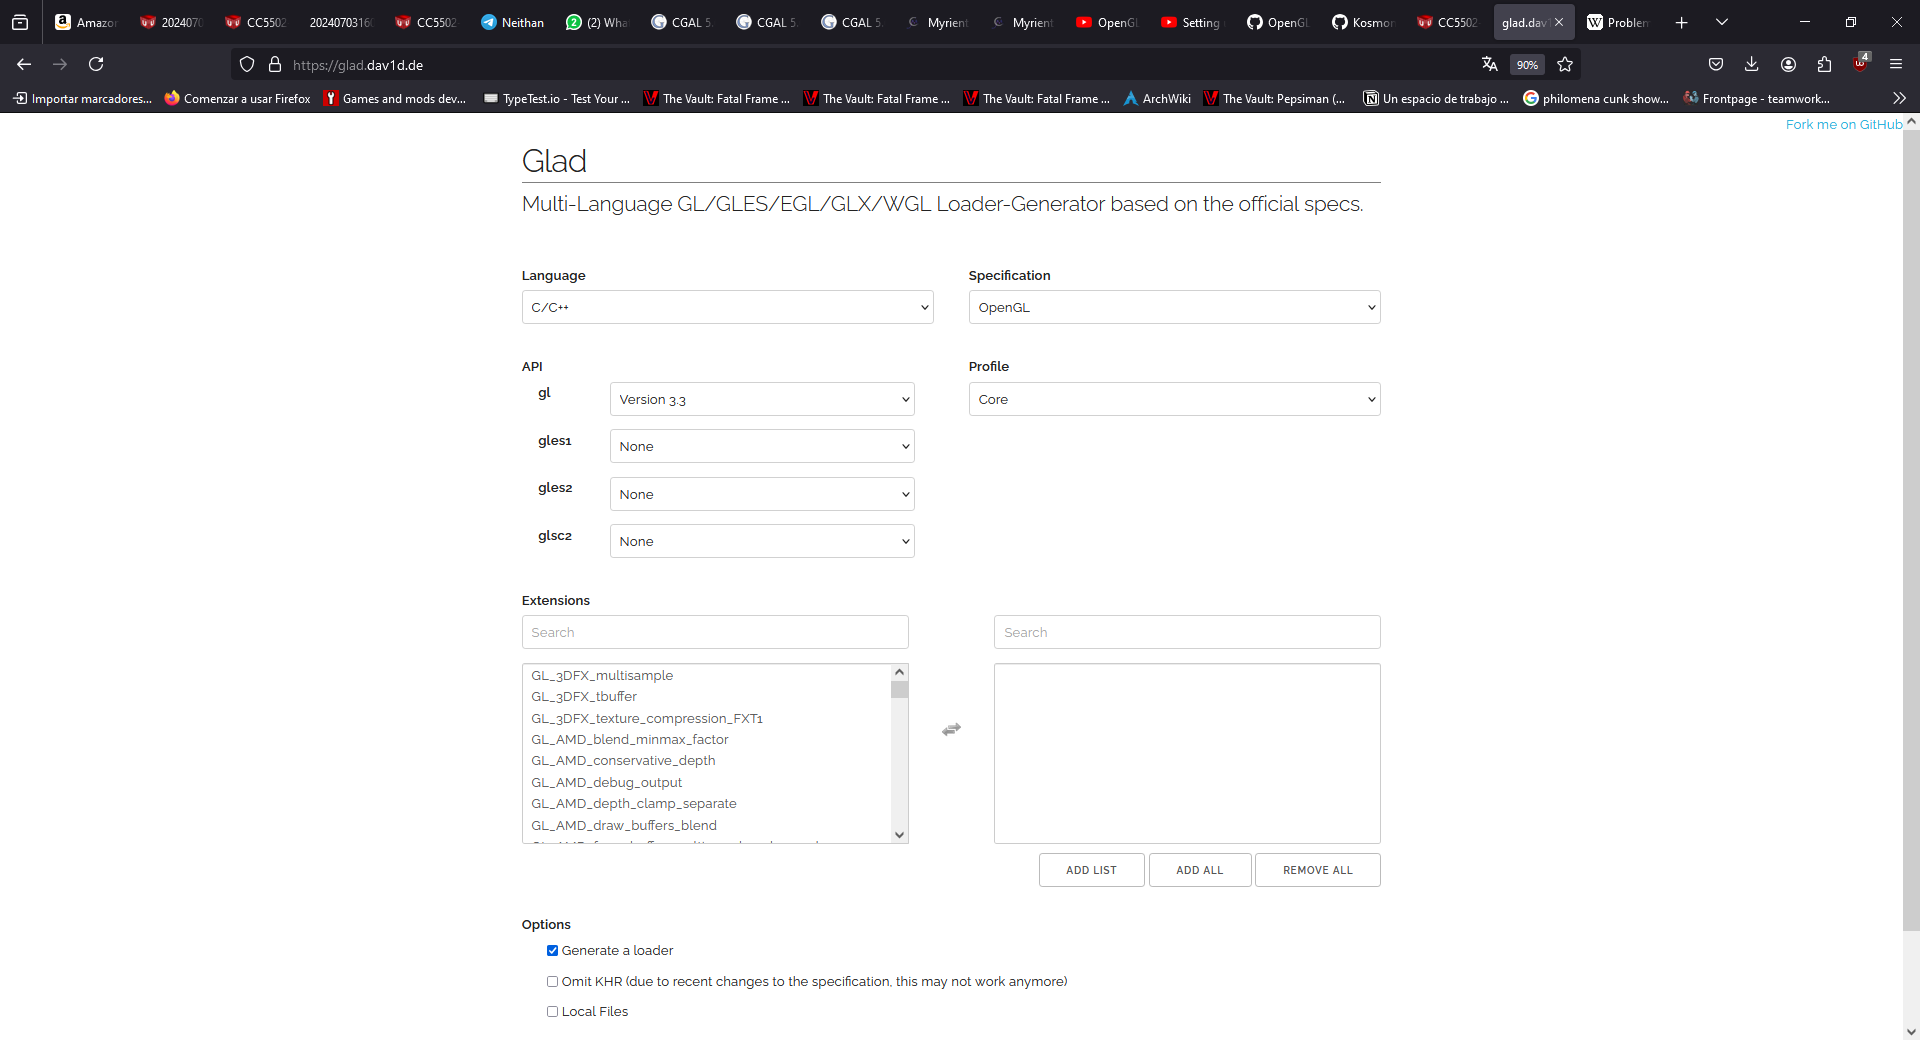 Amazon
202407
CC5502
2024070316
CC5502
Neithan
(2) Wha
CGAL 5.
CGAL 5.
CGAL 5.
Myrient
Myrient
OpenGL
Setting
OpenGL
Kosmon
CC5502
glad.dav1
Problem
https://glad.dav1d.de
90%
4
Importar marcadores...
Comenzar a usar Firefox
Games and mods dev...
TypeTest.io - Test Your ...
The Vault: Fatal Frame ...
The Vault: Fatal Frame ...
The Vault: Fatal Frame ...
ArchWiki
The Vault: Pepsiman (...
Un espacio de trabajo ...
philomena cunk show...
Frontpage - teamwork...
Fork me on GitHub
Glad
Multi-Language GL/GLES/EGL/GLX/WGL Loader-Generator based on the official specs.
Language
Specification
C/C++
OpenGL
API
Profile
gl
Version 3.3
Core
gles1
None
gles2
None
glsc2
None
Extensions
Search
Search
GL_3DFX_multisample
GL_3DFX_tbuffer
GL_3DFX_texture_compression_FXT1
GL_AMD_blend_minmax_factor
GL_AMD_conservative_depth
GL_AMD_debug_output
GL_AMD_depth_clamp_separate
GL_AMD_draw_buffers_blend
ADD LIST
ADD ALL
REMOVE ALL
Options
Generate a loader
Omit KHR (due to recent changes to the specification, this may not work anymore)
Local Files